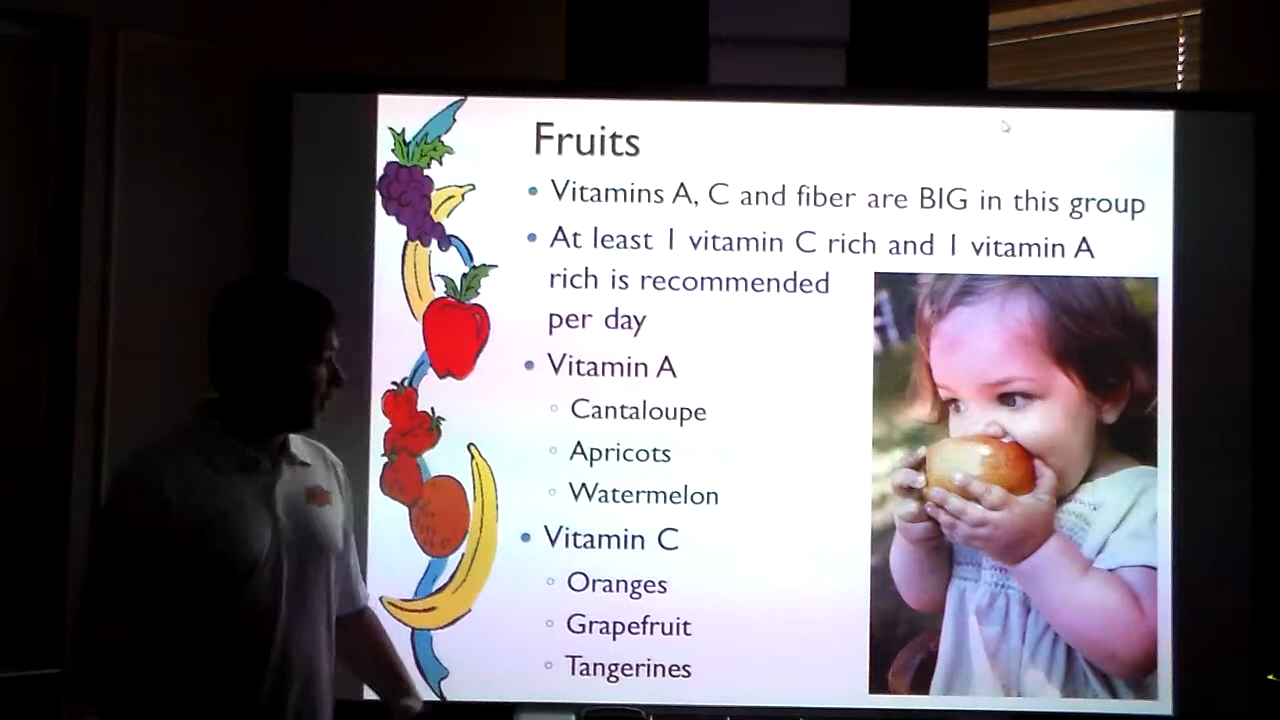 Fruits
Vitamins A, C and fiber are BIG in this group
At least 1 vitamin C rich and 1 vitamin A
rich is recommended
per day
Vitamin A
Cantaloupe
Apricots
Watermelon
Vitamin C
Oranges
Grapefruit
Tangerines